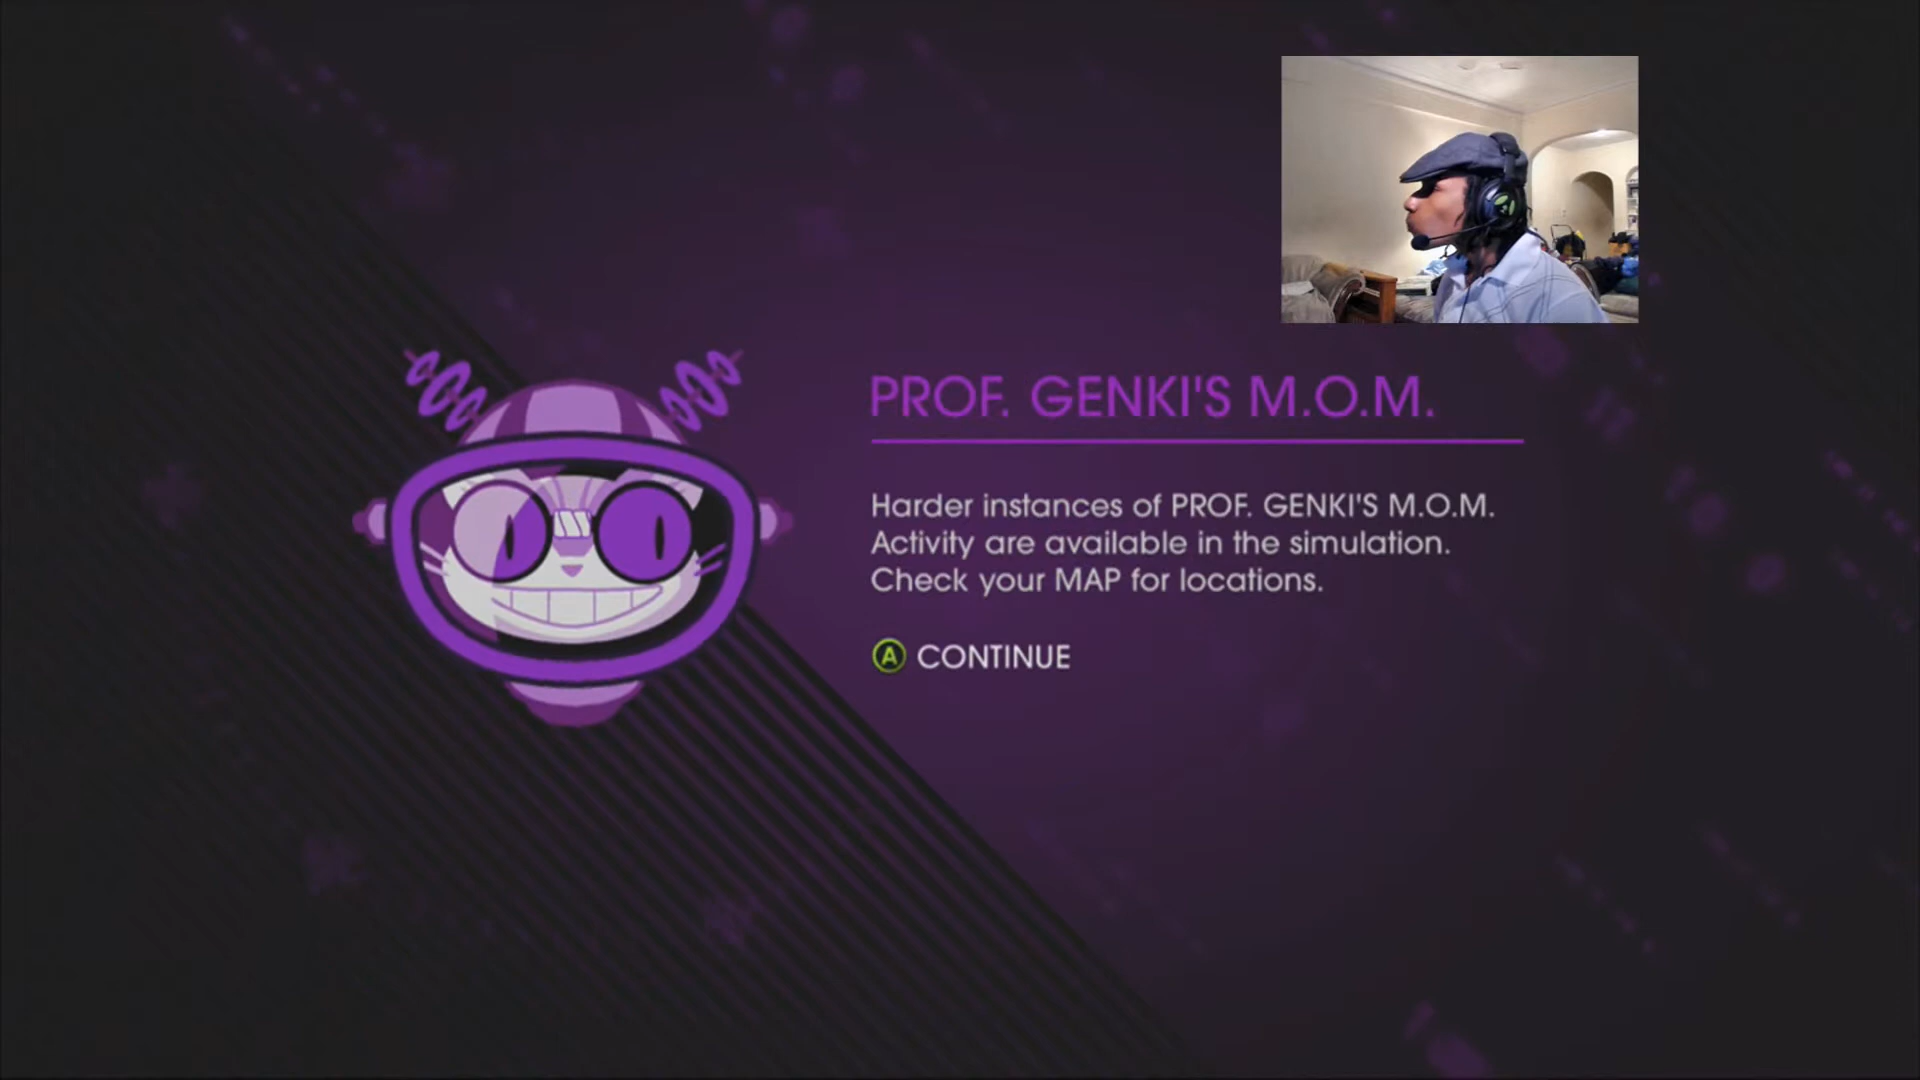 PROF. GENKI'S M.O.M.
Harder instances of PROF. GENKI'S M.O.M.
Activity are available in the simulation.
Check your MAP for locations.
A CONTINUE